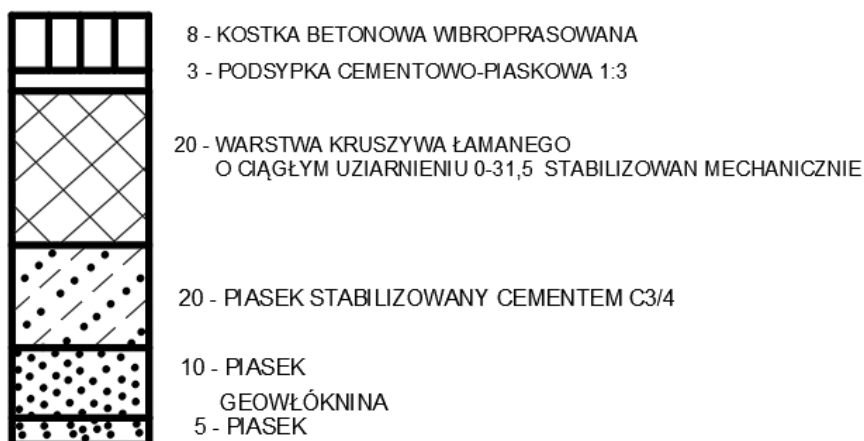 8 - KOSTKA BETONOWA WIBROPRASOWANA
3 - PODSYPKA CEMENTOWO-PIASKOWA 1:3
20 - WARSTWA KRUSZYWA ŁAMANEGO
O CIĄGŁYM UZIARNIENIU 0-31,5 STABILIZOWAN MECHANICZNIE
20 - PIASEK STABILIZOWANY CEMENTEM C3/4
10 - PIASEK
GEOWŁÓKNINA
5 - PIASEK